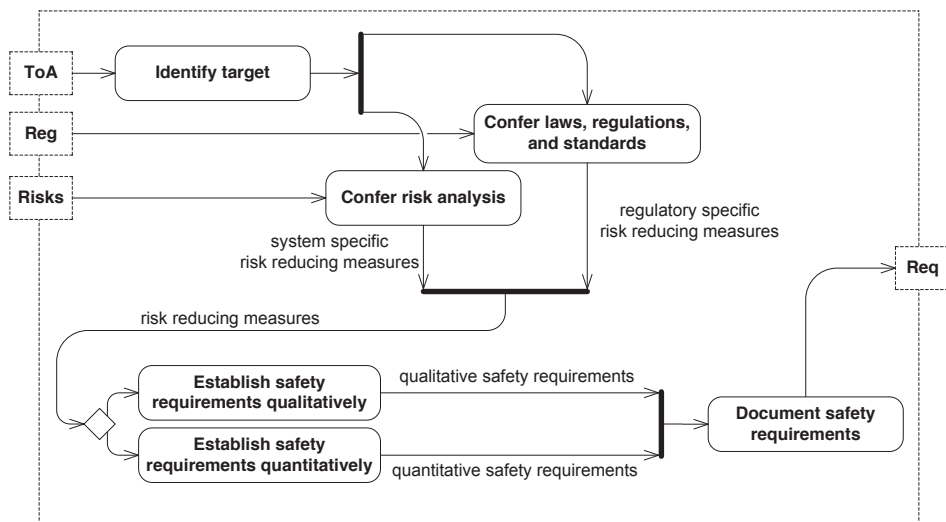 ToA
Identify target
Reg
Confer laws, regulations,
and standards
Risks
Confer risk analysis
regulatory specific
risk reducing measures
system specific
risk reducing measures
Req
risk reducing measures
Establish safety
requirements qualitatively
qualitative safety requirements
Document safety
requirements
Establish safety
requirements quantitatively
quantitative safety requirements